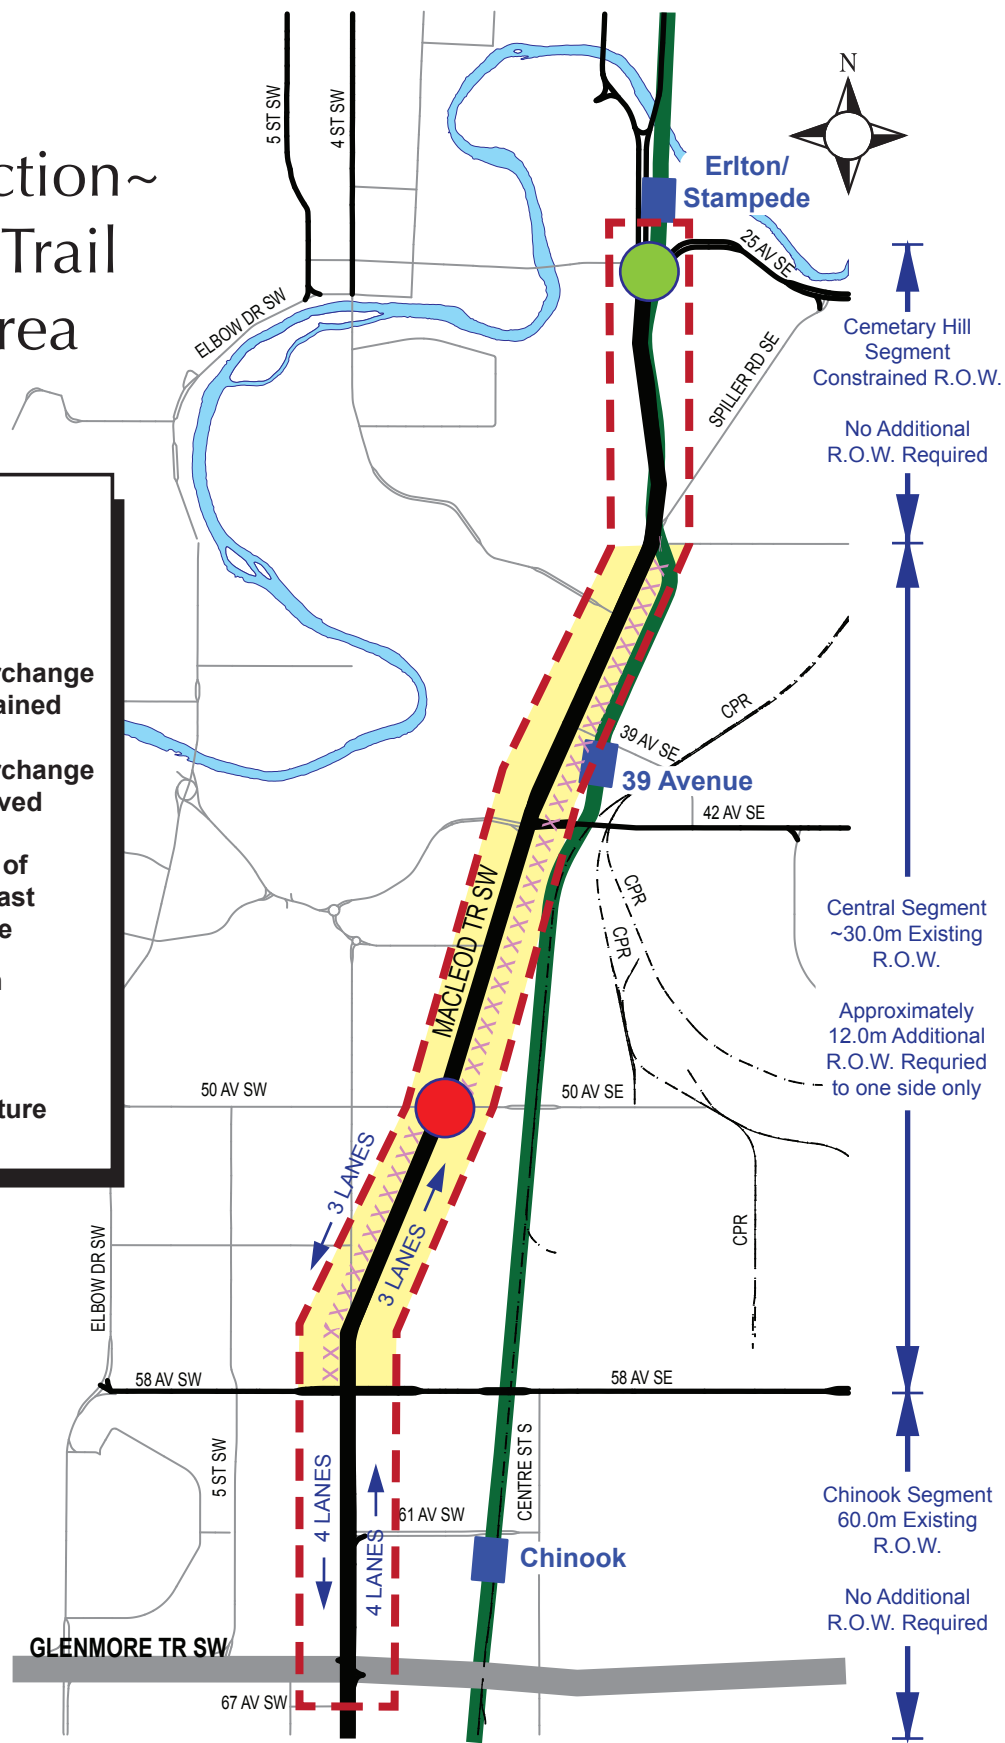 ction~
Trail
rea
rchange
ained
rchange
ved
of
ast
e
n
ture
N
5 ST SW
4 ST SW
Erlton/
Stampede
25 AV SE
ELBOW DR SW
SPILLER RD SE
Cemetary Hill
Segment
Constrained R.O.W.
No Additional
R.O.W. Required
CPR
39 AV SE
39 Avenue
42 AV SE
MACLEOD TR SW
CPR
CPR
CPR
Central Segment
~30.0m Existing
R.O.W.
Approximately
12.0m Additional
R.O.W. Requried
to one side only
50 AV SW
50 AV SE
3 LANES
3 LANES
CPR
ELBOW DR SW
58 AV SW
58 AV SE
5 ST SW
4 LANES
4 LANES
61 AV SW
CENTRE ST S
Chinook
Chinook Segment
60.0m Existing
R.O.W.
No Additional
R.O.W. Required
GLENMORE TR SW
67 AV SW